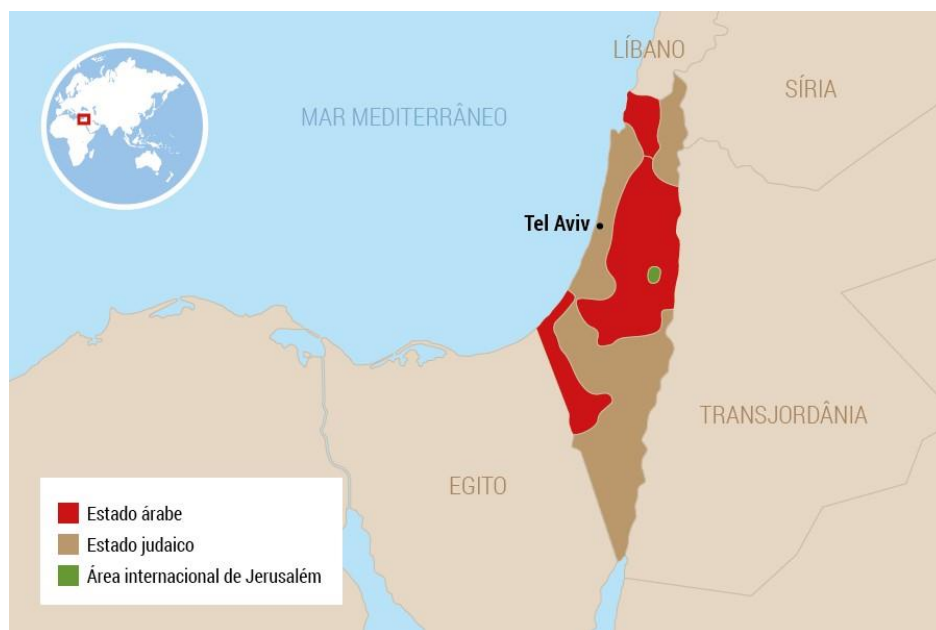 LÍBANO
SÍRIA
MAR MEDITERRÂNEO
Tel Aviv
TRANSJORDÂNIA
EGITO
Estado árabe
Estado judaico
Área internacional de Jerusalém